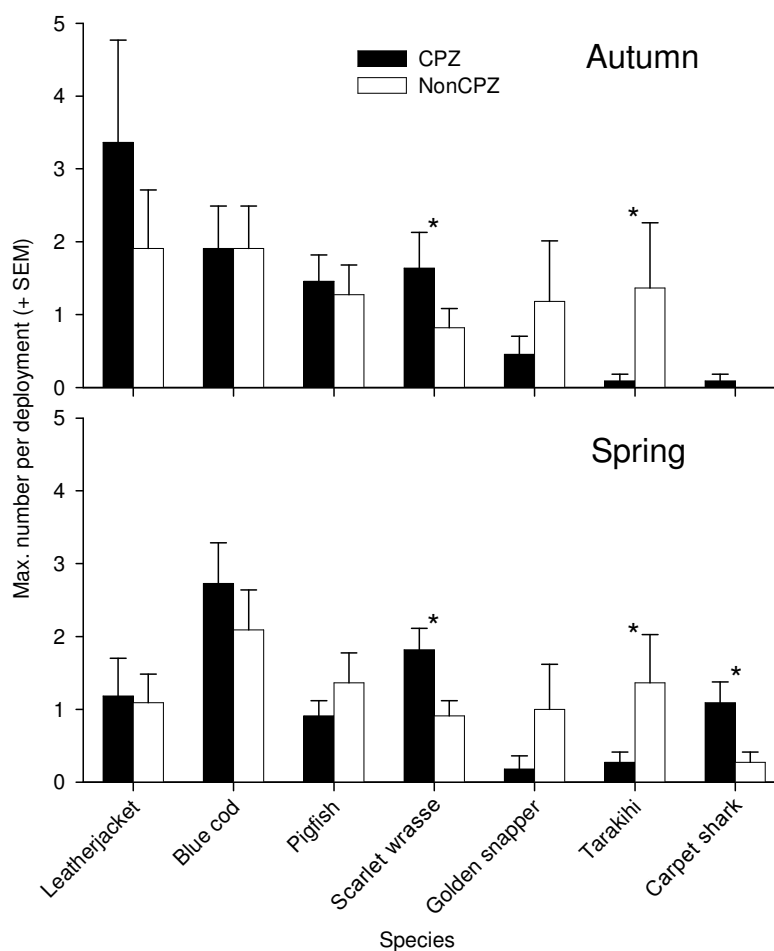 Max. number per deployment (+ SEM)
5
4
3
2
1
0
CPZ
NonCPZ
Autumn
*
*
5
4
3
2
1
0
Spring
*
*
*
Leatherjacket
Blue cod
Pigfish
Scarlet wrasse
Golden snapper
Tarakihi
Carpet shark
Species